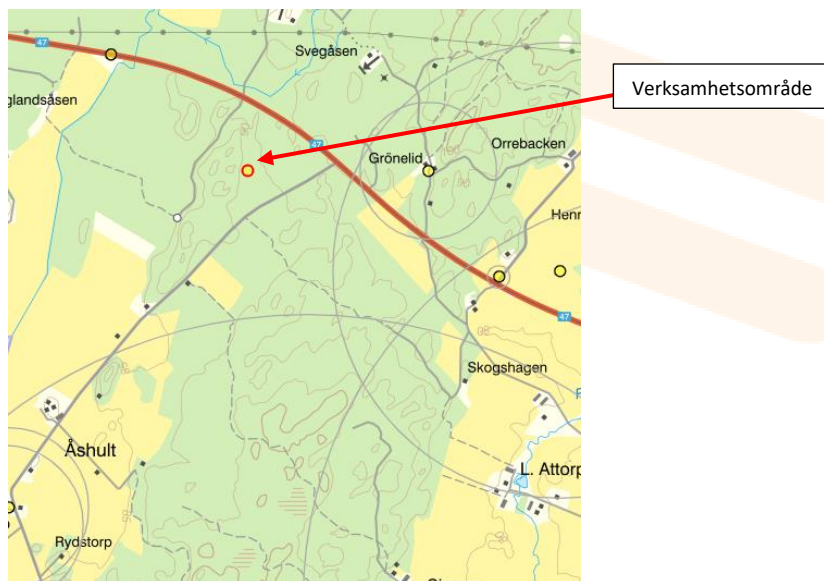 47
Svegåsen
Verksamhetsområde
glandsåsen
47
Grönelid
Orrebacken
Henr
47
Skogshagen
Åshult
L. Attorp
Rydstorp